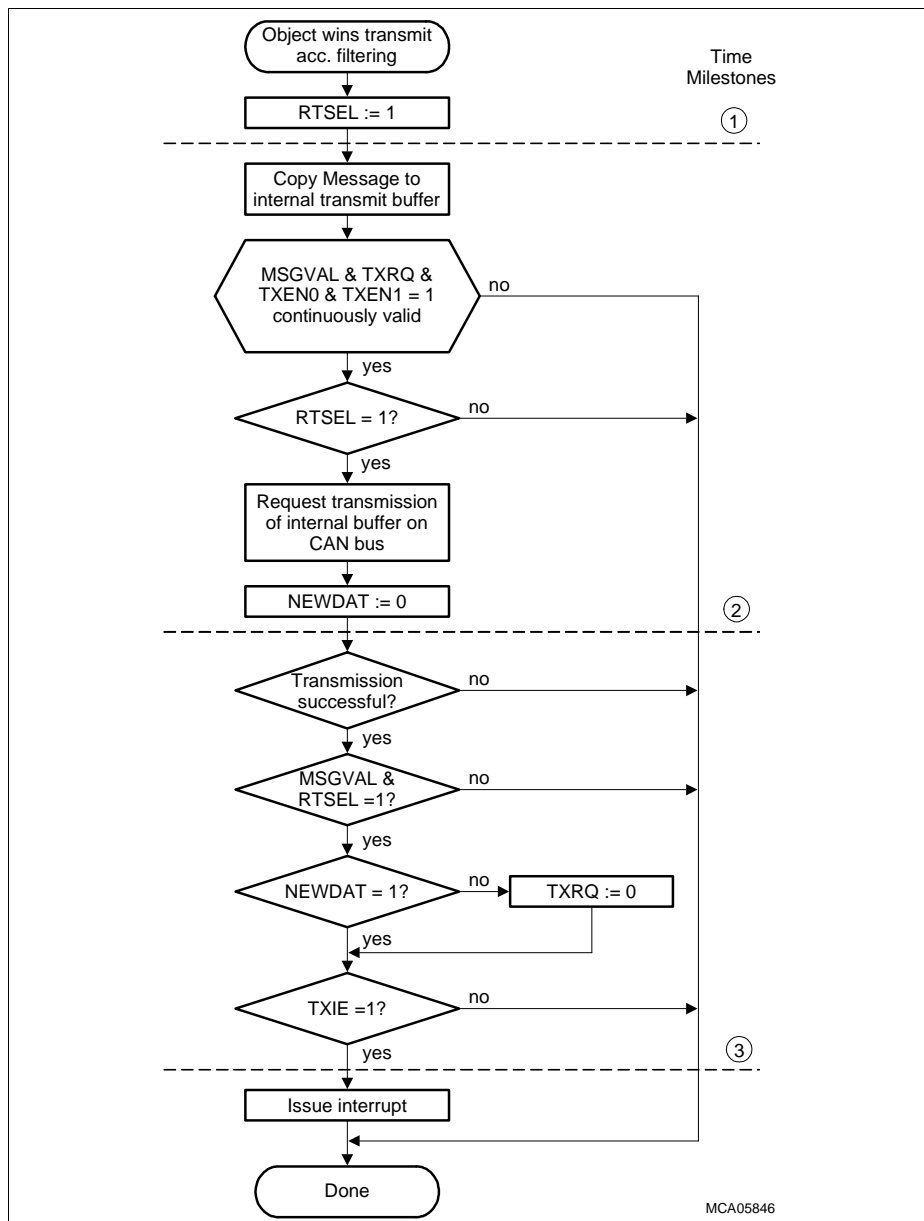 Object wins transmit
acc. filtering
Time
Milestones
RTSEL := 1
1
Copy Message to
internal transmit buffer
MSGVAL & TXRQ &
TXEN0 & TXEN1 = 1
continuously valid
no
yes
RTSEL = 1?
no
yes
Request transmission
of internal buffer on
CAN bus
NEWDAT := 0
2
Transmission
successful?
no
yes
MSGVAL &
RTSEL =1?
no
yes
NEWDAT = 1?
no
TXRQ := 0
yes
TXIE =1?
no
yes
3
Issue interrupt
Done
MCA05846